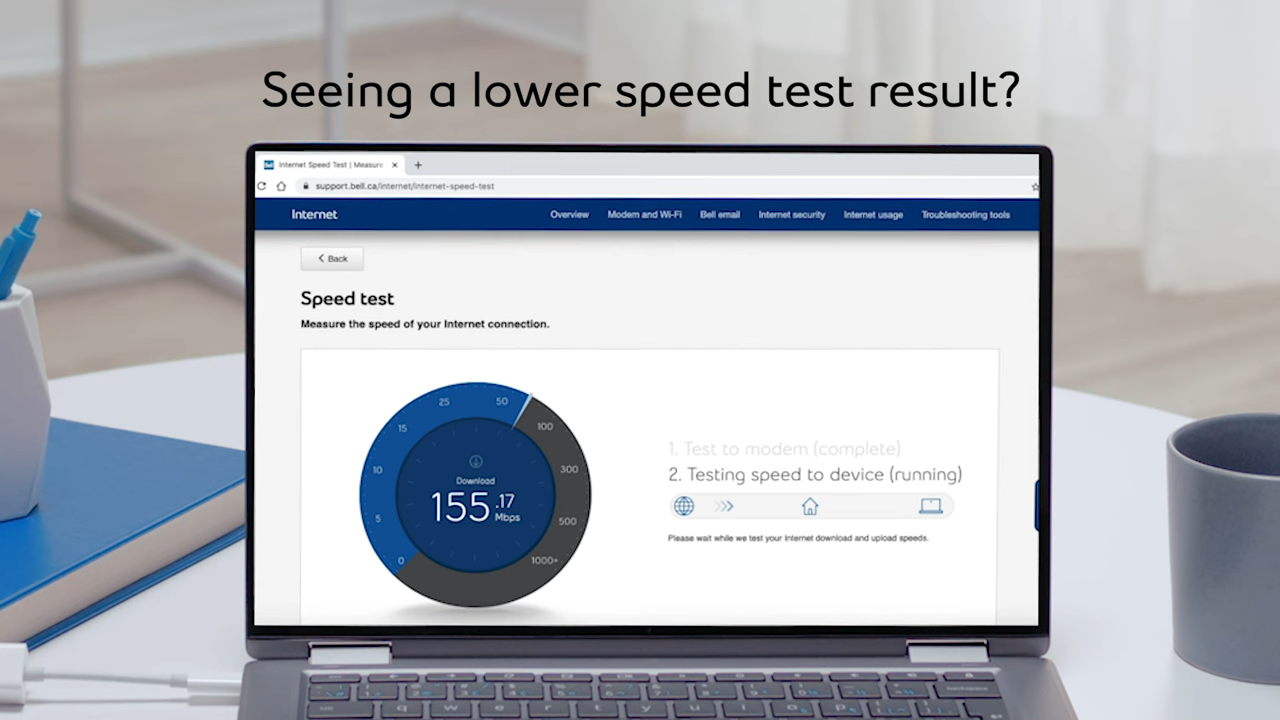 Seeing a lower speed test result?
Internet Speed Test | Measure
support.bell.ca/internet/internet-speed-test
Internet
Overview
Modem and Wi-Fi
Bell email
Internet security
Internet usage
Troubleshooting tools
Back
Speed test
Measure the speed of your Internet connection.
0
5
10
15
25
50
100
300
500
1000+
Download
155.17
Mbps
1. Test to modem (complete)
2. Testing speed to device (running)
Please wait while we test your Internet download and upload speeds.
backspace
q w e r t y u i o p